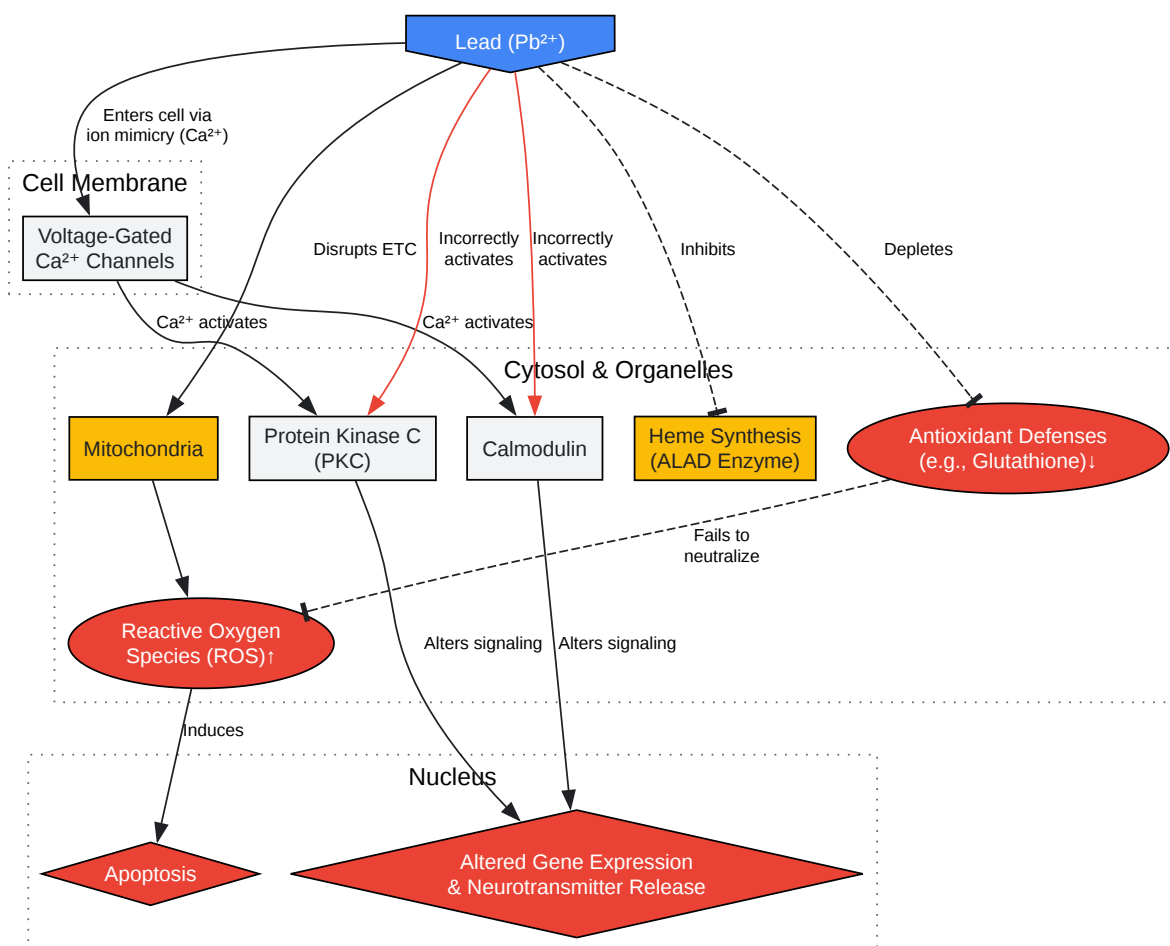 Lead (Pb²⁺)
Enters cell via
ion mimicry (Ca²⁺)
Cell Membrane
Voltage-Gated
Ca²⁺ Channels
Disrupts ETC
Incorrectly
activates
Incorrectly
activates
Inhibits
Depletes
Ca²⁺ activates
Ca²⁺ activates
Cytosol & Organelles
Mitochondria
Protein Kinase C
(PKC)
Calmodulin
Heme Synthesis
(ALAD Enzyme)
Antioxidant Defenses
(e.g., Glutathione)↓
Fails to
neutralize
Reactive Oxygen
Species (ROS)↑
Alters signaling
Alters signaling
Induces
Nucleus
Apoptosis
Altered Gene Expression
& Neurotransmitter Release